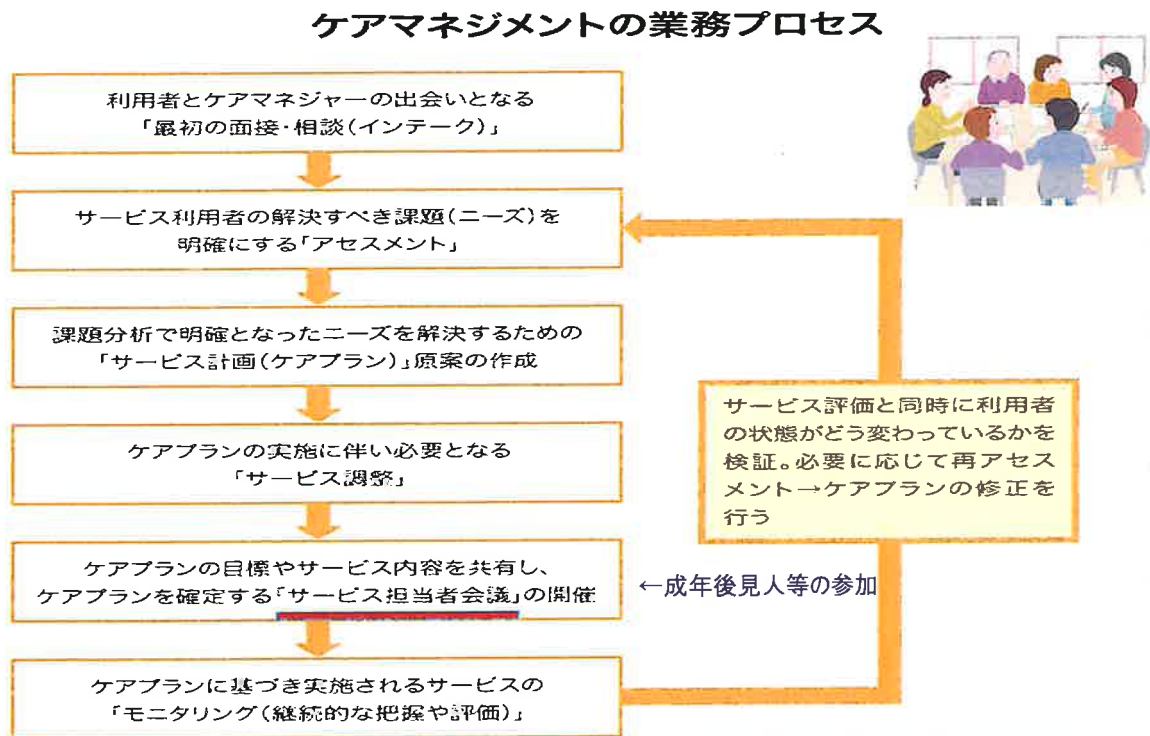 ケアマネジメントの業務プロセス
利用者とケアマネジャーの出会いとなる
「最初の面接・相談(インテーク)」
サービス利用者の解決すべき課題(ニーズ)を
明確にする「アセスメント」
課題分析で明確となったニーズを解決するための
「サービス計画(ケアプラン)」原案の作成
ケアプランの実施に伴い必要となる
「サービス調整」
ケアプランの目標やサービス内容を共有し、
ケアプランを確定する「サービス担当者会議」の開催
←成年後見人等の参加
ケアプランに基づき実施されるサービスの
「モニタリング(継続的な把握や評価)」
サービス評価と同時に利用者
の状態がどう変わっているかを
検証。必要に応じて再アセス
メント→ケアプランの修正を
行う